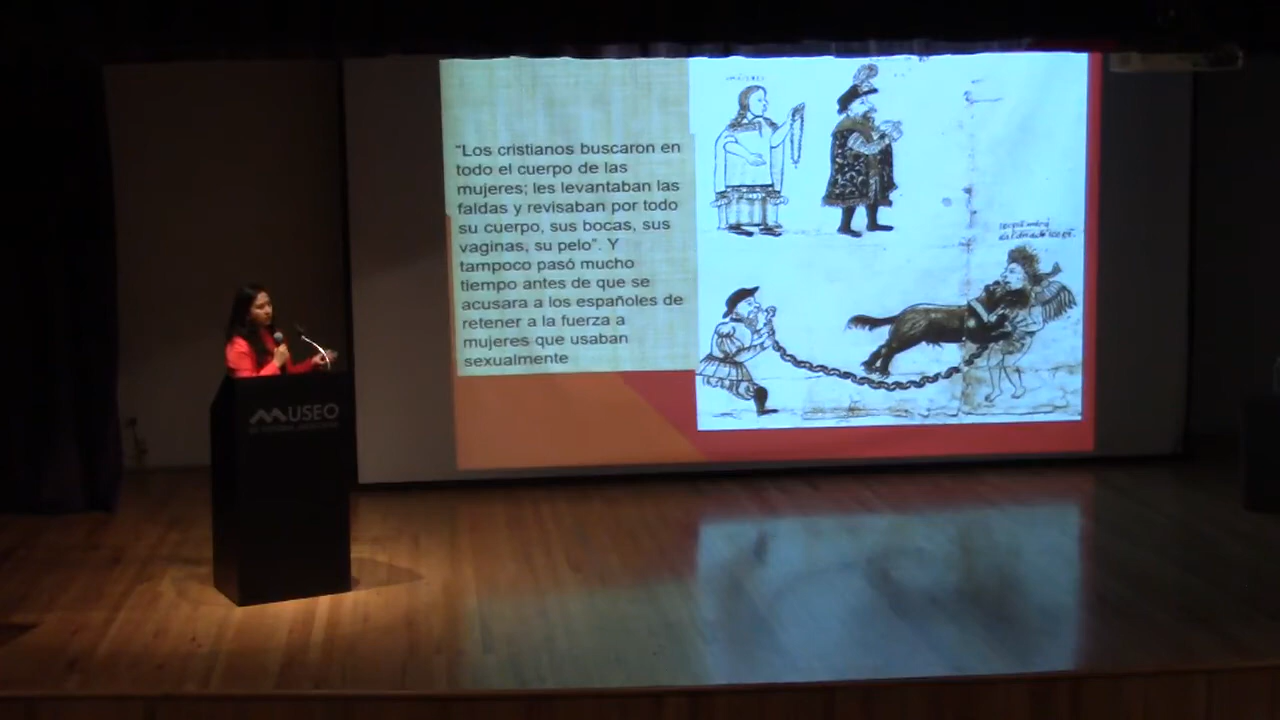 "Los cristianos buscaron en
todo el cuerpo de las
mujeres; les levantaban las
faldas y revisaban por todo
su cuerpo, sus bocas, sus
vaginas, su pelo". Y
tampoco pasó mucho
tiempo antes de que se
acusara a los españoles de
retener a la fuerza a
mujeres que usaban
sexualmente
MUSEO